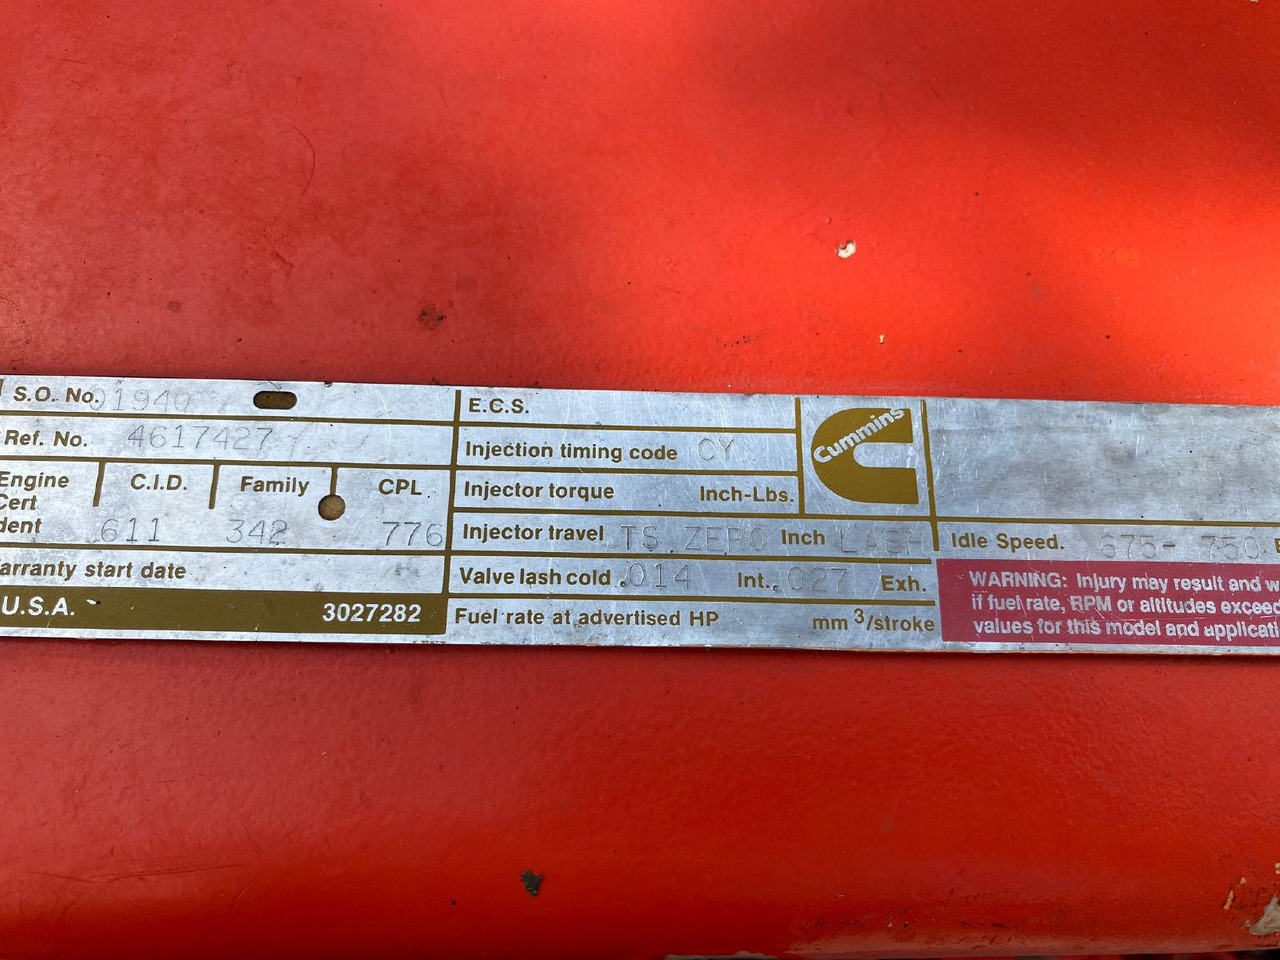 S.O. No. 01940
Ref. No. 4617427
Engine
Cert
dent
C.I.D. 611
Family 342
CPL 776
arranty start date
U.S.A. 3027282
E.C.S.
Injection timing code CY
Injector torque Inch-Lbs.
Injector travel TS ZERO Inch LASH
Valve lash cold .014 Int. .027 Exh.
Fuel rate at advertised HP mm³/stroke
Cummins
Idle Speed. 675- 750
WARNING: Injury may result and w
if fuel rate, RPM or altitudes exceed
values for this model and applicati